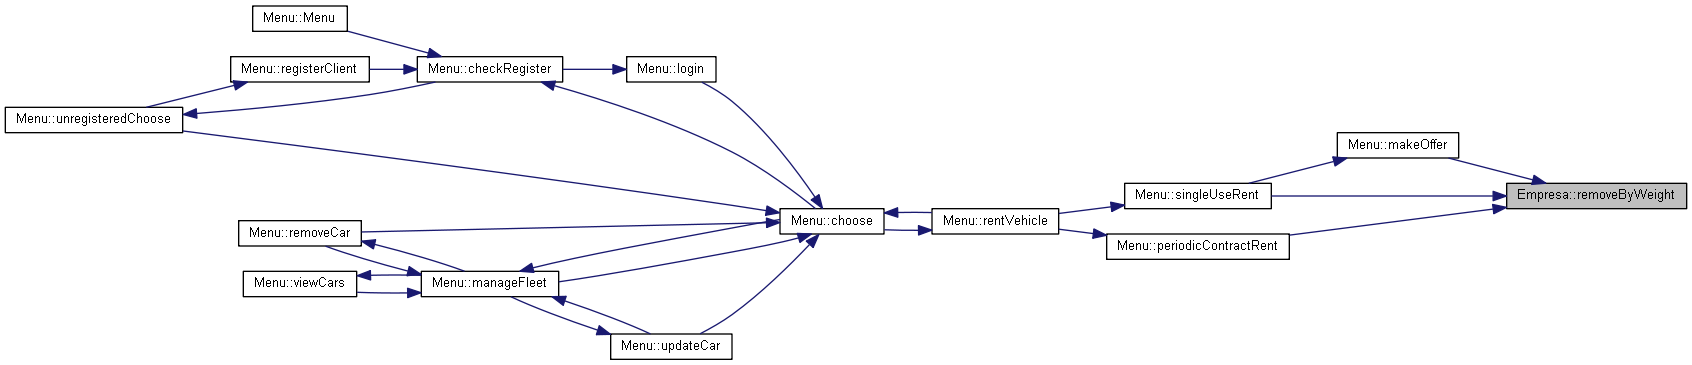 Menu::Menu
Menu::registerClient
Menu::checkRegister
Menu::login
Menu::unregisteredChoose
Menu::makeOffer
Menu::singleUseRent
Empresa::removeByWeight
Menu::choose
Menu::rentVehicle
Menu::removeCar
Menu::periodicContractRent
Menu::viewCars
Menu::manageFleet
Menu::updateCar